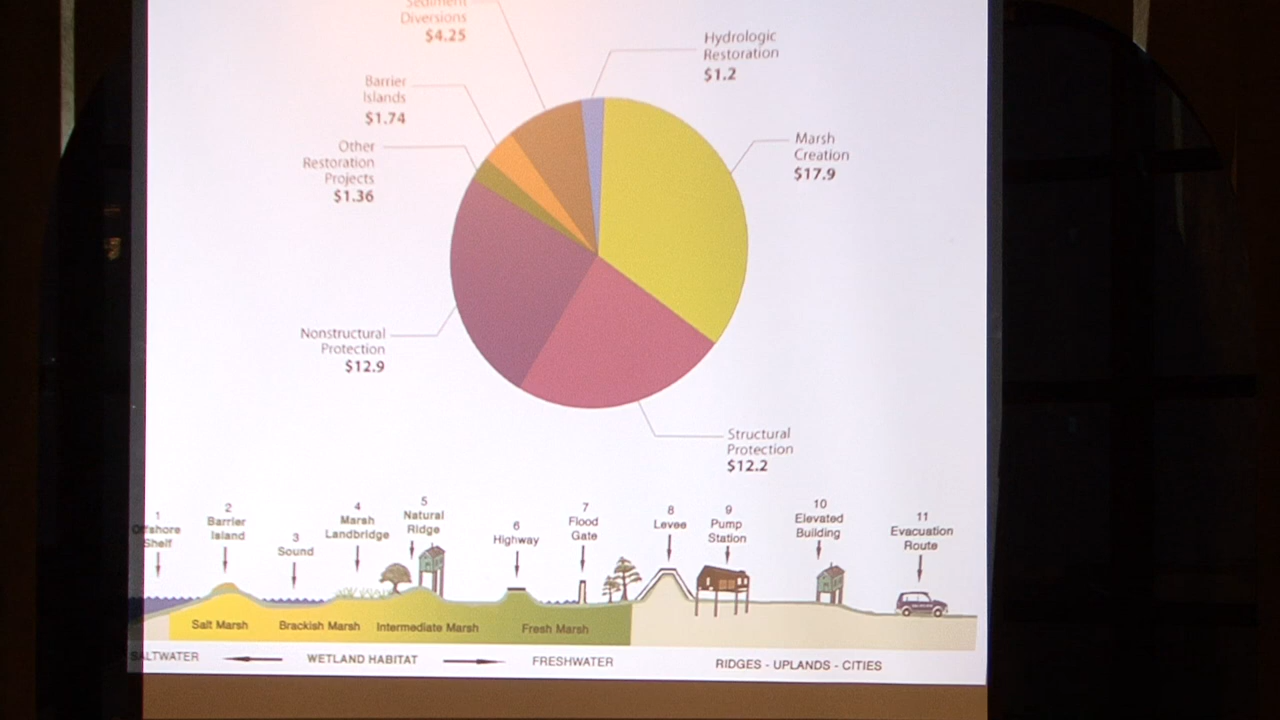 Sediment
Diversions
$4.25
Hydrologic
Restoration
$1.2
Barrier
Islands
$1.74
Marsh
Creation
$17.9
Other
Restoration
Projects
$1.36
Nonstructural
Protection
$12.9
Structural
Protection
$12.2
1
Offshore
Shelf
2
Barrier
Island
3
Sound
4
Marsh
Landbridge
5
Natural
Ridge
6
Highway
7
Flood
Gate
8
Levee
9
Pump
Station
10
Elevated
Building
11
Evacuation
Route
Salt Marsh
Brackish Marsh
Intermediate Marsh
Fresh Marsh
SALTWATER
WETLAND HABITAT
FRESHWATER
RIDGES - UPLANDS - CITIES